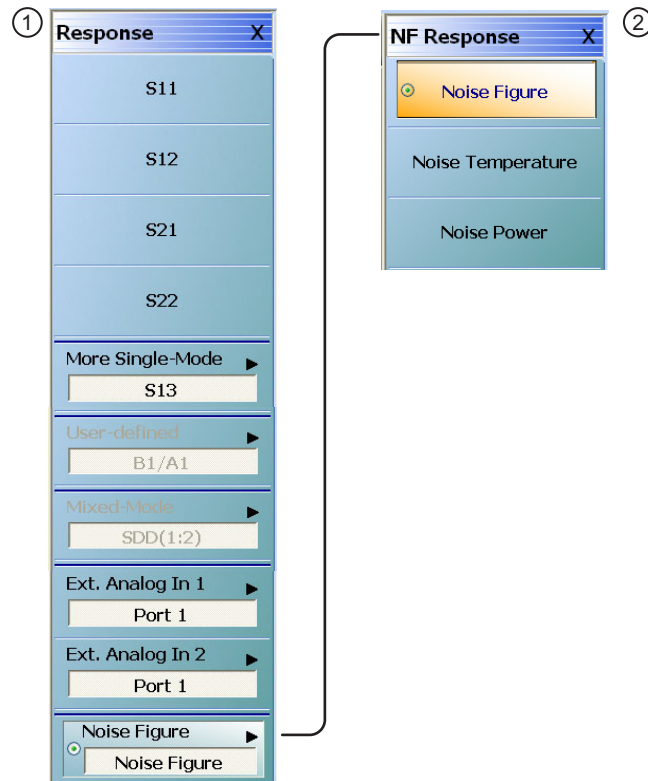 1
Response X
S11
S12
S21
S22
More Single-Mode
S13
User-defined
B1/A1
Mixed-Mode
SDD(1:2)
Ext. Analog In 1
Port 1
Ext. Analog In 2
Port 1
Noise Figure
Noise Figure
NF Response X
2
Noise Figure
Noise Temperature
Noise Power